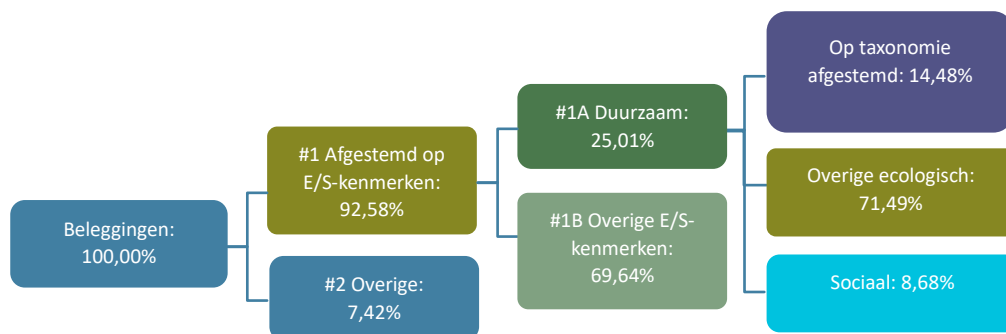 Beleggingen:
100,00%
#1 Afgestemd op
E/S-kenmerken:
92,58%
#2 Overige:
7,42%
#1A Duurzaam:
25,01%
#1B Overige E/S-
kenmerken:
69,64%
Op taxonomie
afgestemd: 14,48%
Overige ecologisch:
71,49%
Sociaal: 8,68%